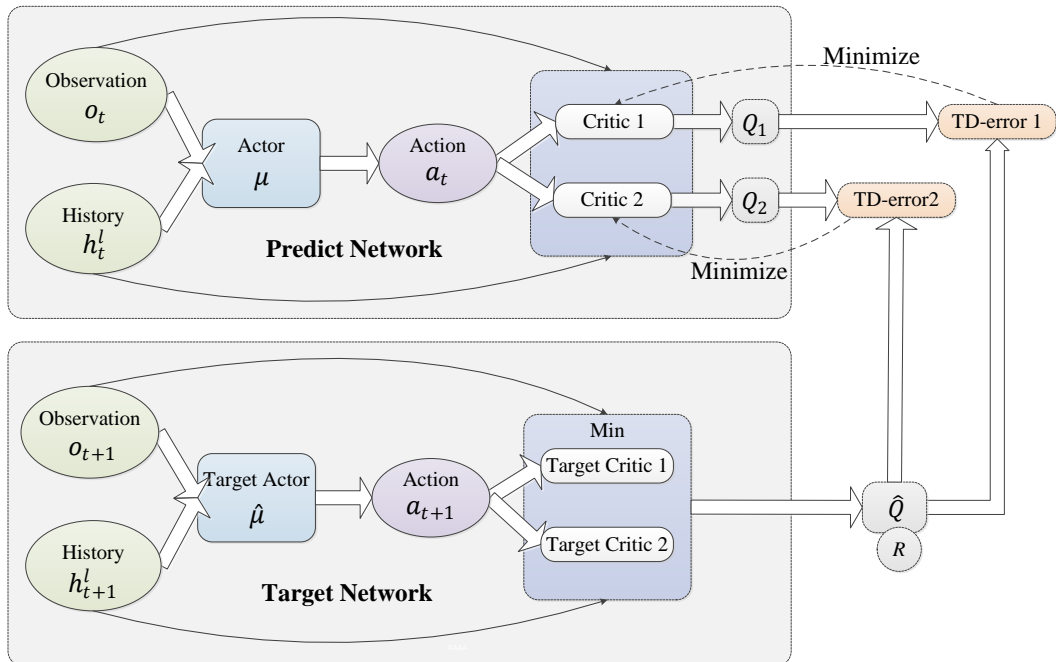 Minimize
Observation
o_t
Critic 1
Q_1
TD-error 1
Actor
μ
Action
a_t
Critic 2
Q_2
TD-error2
History
h_t^l
Predict Network
Minimize
Observation
o_{t+1}
Min
Target Critic 1
Target Actor
μ̂
Action
a_{t+1}
Q̂
R
Target Critic 2
History
h_{t+1}^l
Target Network